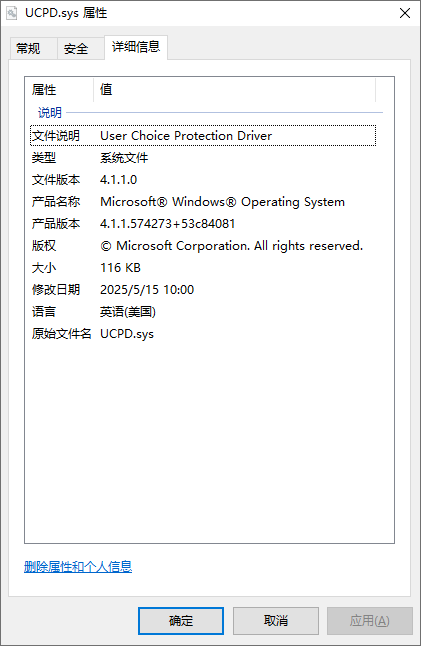 UCPD.sys 属性
常规 安全 详细信息
属性 值
说明
文件说明 User Choice Protection Driver
类型 系统文件
文件版本 4.1.1.0
产品名称 Microsoft® Windows® Operating System
产品版本 4.1.1.574273+53c84081
版权 © Microsoft Corporation. All rights reserved.
大小 116 KB
修改日期 2025/5/15 10:00
语言 英语(美国)
原始文件名 UCPD.sys
删除属性和个人信息
确定 取消 应用(A)